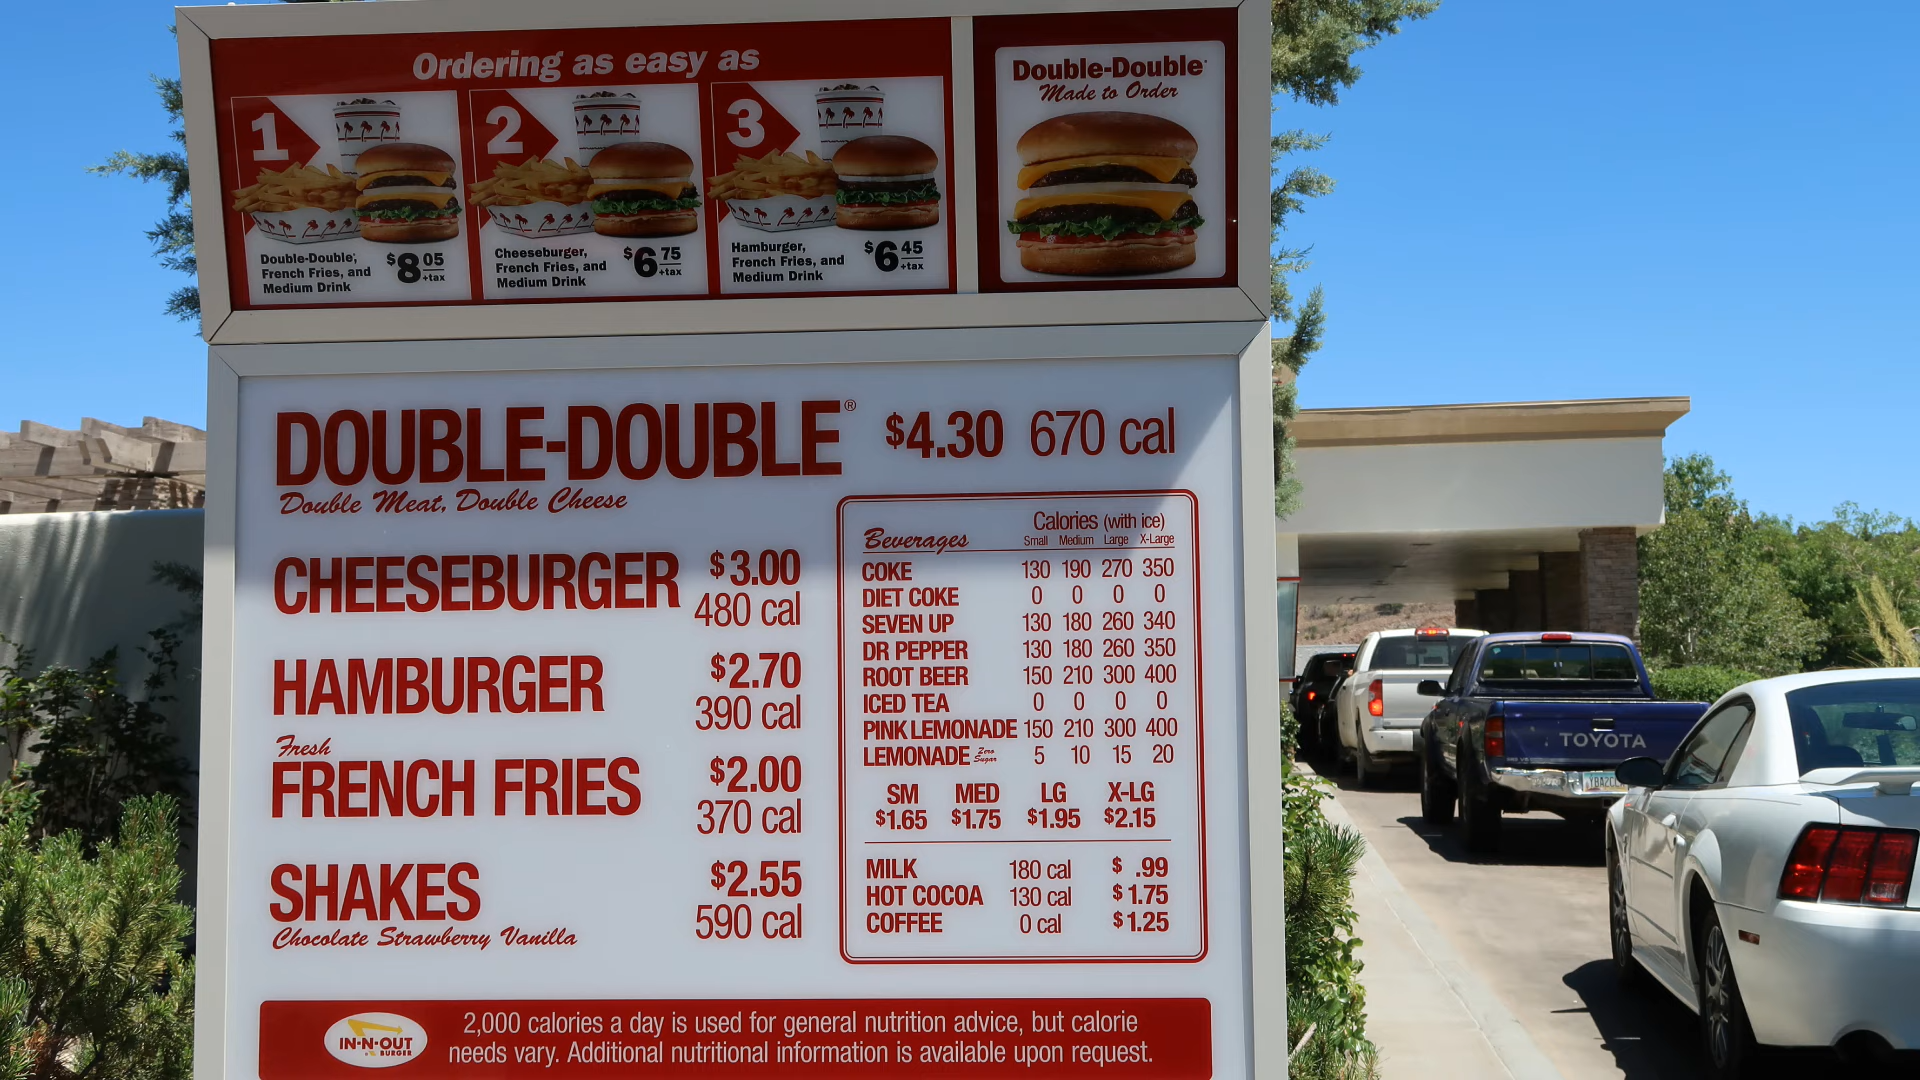 Ordering as easy as
1
Double-Double®,
French Fries, and
Medium Drink
$8 05
+tax
2
Cheeseburger,
French Fries, and
Medium Drink
$6 75
+tax
3
Hamburger,
French Fries, and
Medium Drink
$6 45
+tax
Double-Double®
Made to Order
DOUBLE-DOUBLE® $4.30 670 cal
Double Meat, Double Cheese
CHEESEBURGER $3.00
480 cal
HAMBURGER $2.70
390 cal
Fresh
FRENCH FRIES $2.00
370 cal
SHAKES $2.55
590 cal
Chocolate Strawberry Vanilla
Calories (with ice)
Beverages Small Medium Large X-Large
COKE 130 190 270 350
DIET COKE 0 0 0 0
SEVEN UP 130 180 260 340
DR PEPPER 130 180 260 350
ROOT BEER 150 210 300 400
ICED TEA 0 0 0 0
PINK LEMONADE 150 210 300 400
LEMONADE Zero Sugar 5 10 15 20
SM MED LG X-LG
$1.65 $1.75 $1.95 $2.15
MILK 180 cal $ .99
HOT COCOA 130 cal $1.75
COFFEE 0 cal $1.25
IN-N-OUT
BURGER
2,000 calories a day is used for general nutrition advice, but calorie
needs vary. Additional nutritional information is available upon request.
TOYOTA